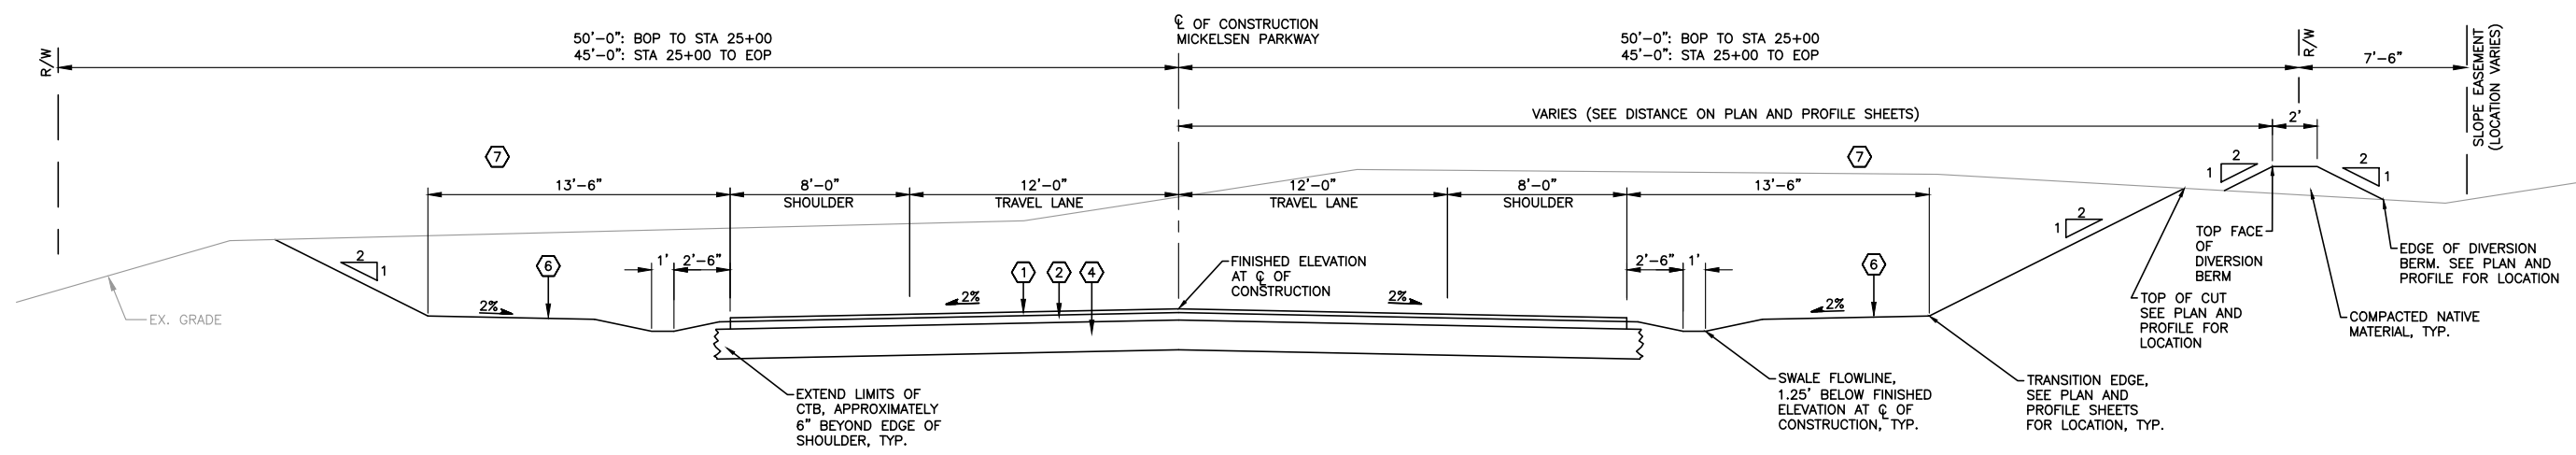 R/W
50'-0": BOP TO STA 25+00
45'-0": STA 25+00 TO EOP
℄ OF CONSTRUCTION
MICKELSEN PARKWAY
50'-0": BOP TO STA 25+00
45'-0": STA 25+00 TO EOP
R/W
7'-6"
SLOPE EASEMENT
(LOCATION VARIES)
VARIES (SEE DISTANCE ON PLAN AND PROFILE SHEETS)
2'
7
7
13'-6"
8'-0"
SHOULDER
12'-0"
TRAVEL LANE
12'-0"
TRAVEL LANE
8'-0"
SHOULDER
13'-6"
2
1
2
1
2
1
2
1
6
1'
2'-6"
1
2
4
FINISHED ELEVATION
AT ℄ OF
CONSTRUCTION
2'-6"
1'
6
TOP FACE
OF
DIVERSION
BERM
EDGE OF DIVERSION
BERM. SEE PLAN AND
PROFILE FOR LOCATION
2%
2%
2%
2%
EX. GRADE
TOP OF CUT
SEE PLAN AND
PROFILE FOR
LOCATION
COMPACTED NATIVE
MATERIAL, TYP.
EXTEND LIMITS OF
CTB, APPROXIMATELY
6" BEYOND EDGE OF
SHOULDER, TYP.
SWALE FLOWLINE,
1.25' BELOW FINISHED
ELEVATION AT ℄ OF
CONSTRUCTION, TYP.
TRANSITION EDGE,
SEE PLAN AND
PROFILE SHEETS
FOR LOCATION, TYP.